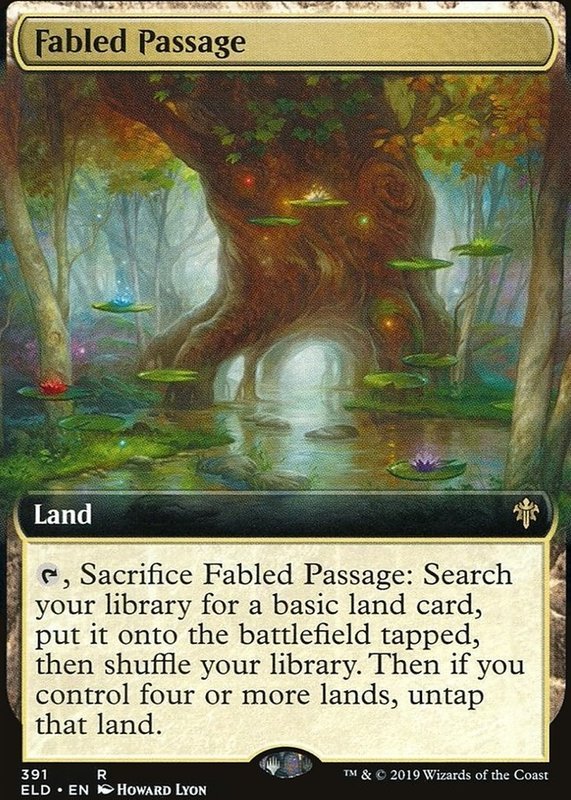 Fabled Passage
Land
, Sacrifice Fabled Passage: Search
your library for a basic land card,
put it onto the battlefield tapped,
then shuffle your library. Then if you
control four or more lands, untap
that land.
391 R
ELD • EN Howard Lyon
™ & © 2019 Wizards of the Coast